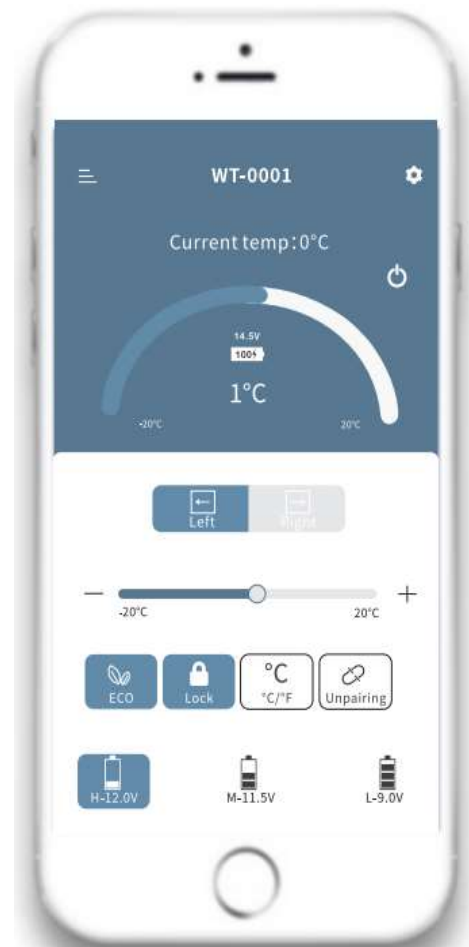 WT-0001
Current temp:0°C
14.5V
100
1°C
-20°C 20°C
Left Right
− +
-20°C 20°C
ECO Lock °C °C/°F Unpairing
H-12.0V M-11.5V L-9.0V